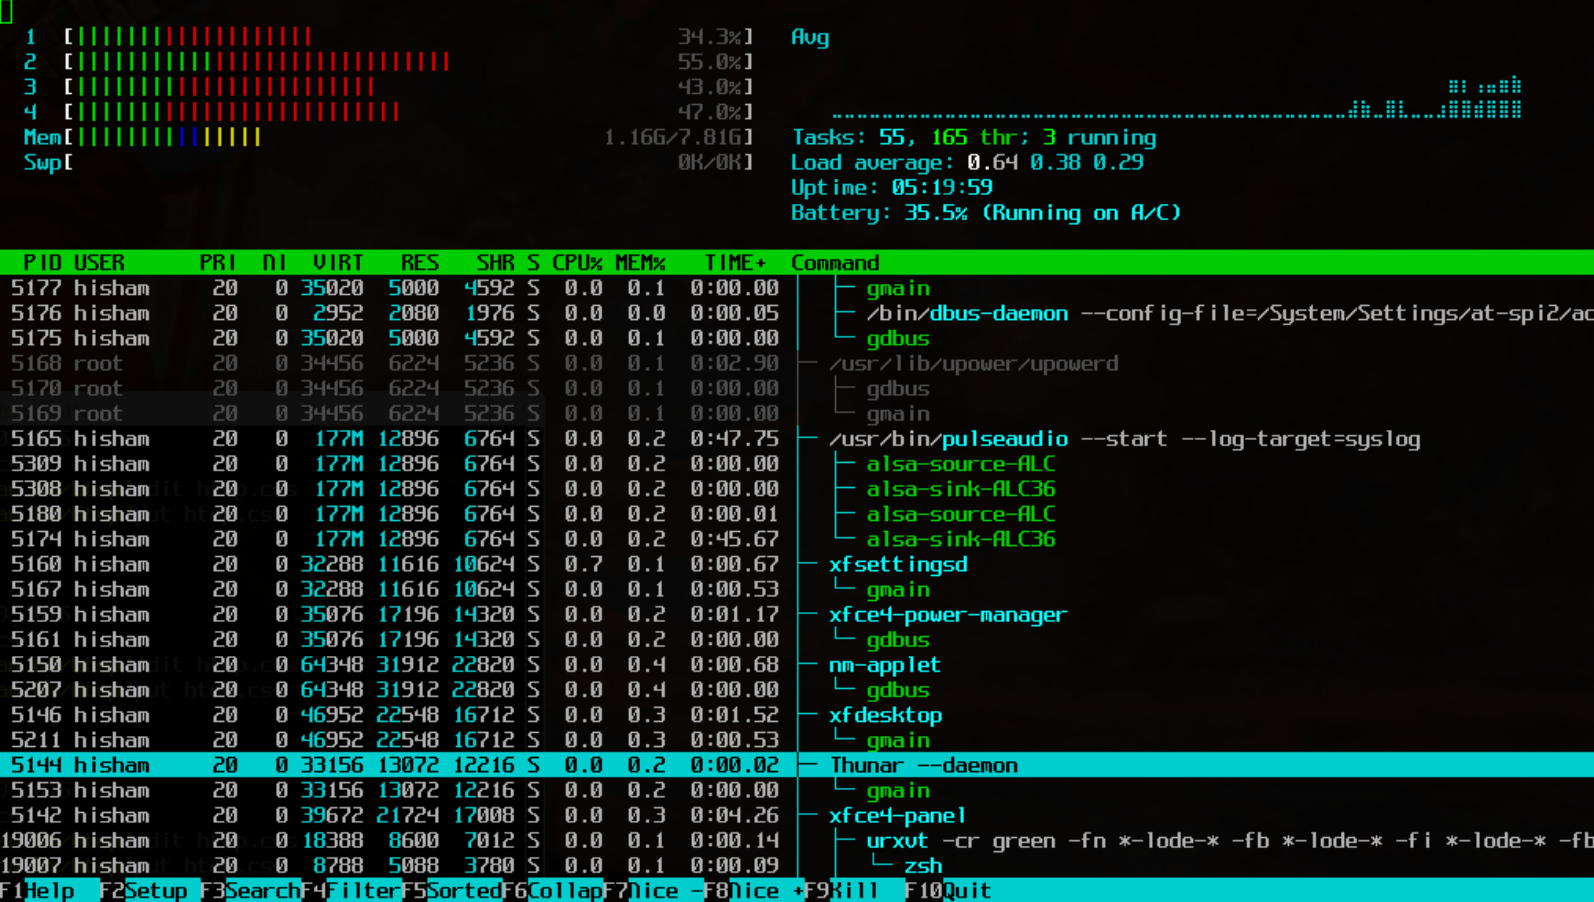 1 [||||||||||||||||||| 34.3%] Avg
2 [|||||||||||||||||||||||||||||| 55.0%]
3 [|||||||||||||||||||||||| 43.0%]
4 [|||||||||||||||||||||||||| 47.0%]
Mem[||||||||||||||| 1.16G/7.81G] Tasks: 55, 165 thr; 3 running
Swp[ 0K/0K] Load average: 0.64 0.38 0.29
Uptime: 05:19:59
Battery: 35.5% (Running on A/C)
PID USER PRI NI VIRT RES SHR S CPU% MEM% TIME+ Command
5177 hisham 20 0 35020 5000 4592 S 0.0 0.1 0:00.00 │ ├─ gmain
5176 hisham 20 0 2952 2080 1976 S 0.0 0.0 0:00.05 │ ├─ /bin/dbus-daemon --config-file=/System/Settings/at-spi2/ac
5175 hisham 20 0 35020 5000 4592 S 0.0 0.1 0:00.00 │ └─ gdbus
5168 root 20 0 34456 6224 5236 S 0.0 0.1 0:02.90 ├─ /usr/lib/upower/upowerd
5170 root 20 0 34456 6224 5236 S 0.0 0.1 0:00.00 │ ├─ gdbus
5169 root 20 0 34456 6224 5236 S 0.0 0.1 0:00.00 │ └─ gmain
5165 hisham 20 0 177M 12896 6764 S 0.0 0.2 0:47.75 ├─ /usr/bin/pulseaudio --start --log-target=syslog
5309 hisham 20 0 177M 12896 6764 S 0.0 0.2 0:00.00 │ ├─ alsa-source-ALC
5308 hisham 20 0 177M 12896 6764 S 0.0 0.2 0:00.00 │ ├─ alsa-sink-ALC36
5180 hisham 20 0 177M 12896 6764 S 0.0 0.2 0:00.01 │ ├─ alsa-source-ALC
5174 hisham 20 0 177M 12896 6764 S 0.0 0.2 0:45.67 │ └─ alsa-sink-ALC36
5160 hisham 20 0 32288 11616 10624 S 0.7 0.1 0:00.67 ├─ xfsettingsd
5167 hisham 20 0 32288 11616 10624 S 0.0 0.1 0:00.53 │ └─ gmain
5159 hisham 20 0 35076 17196 14320 S 0.0 0.2 0:01.17 ├─ xfce4-power-manager
5161 hisham 20 0 35076 17196 14320 S 0.0 0.2 0:00.00 │ └─ gdbus
5150 hisham 20 0 64348 31912 22820 S 0.0 0.4 0:00.68 ├─ nm-applet
5207 hisham 20 0 64348 31912 22820 S 0.0 0.4 0:00.00 │ └─ gdbus
5146 hisham 20 0 46952 22548 16712 S 0.0 0.3 0:01.52 ├─ xfdesktop
5211 hisham 20 0 46952 22548 16712 S 0.0 0.3 0:00.53 │ └─ gmain
5144 hisham 20 0 33156 13072 12216 S 0.0 0.2 0:00.02 ├─ Thunar --daemon
5153 hisham 20 0 33156 13072 12216 S 0.0 0.2 0:00.00 │ └─ gmain
5142 hisham 20 0 39672 21724 17008 S 0.0 0.3 0:04.26 ├─ xfce4-panel
19006 hisham 20 0 18388 8600 7012 S 0.0 0.1 0:00.14 │ ├─ urxvt -cr green -fn *-lode-* -fb *-lode-* -fi *-lode-* -fb
19007 hisham 20 0 8788 5088 3780 S 0.0 0.1 0:00.09 │ │ └─ zsh
F1Help F2Setup F3SearchF4FilterF5SortedF6CollapF7Nice -F8Nice +F9Kill F10Quit